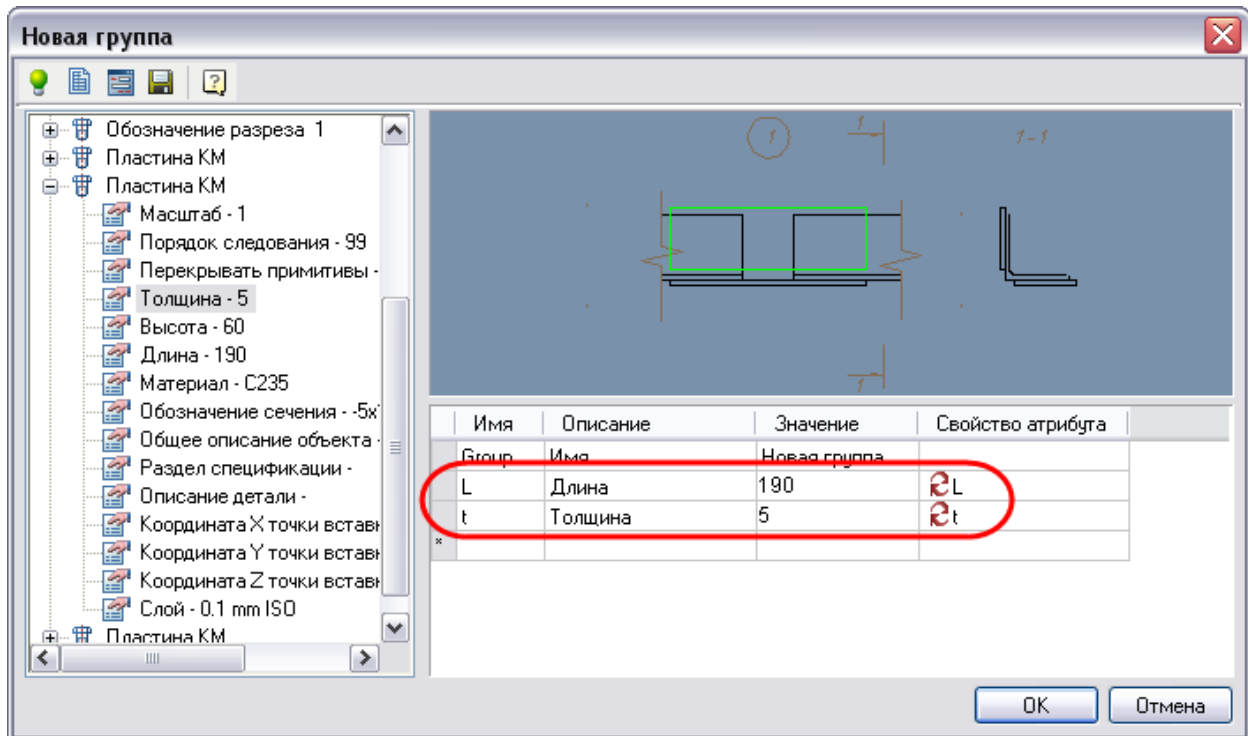 Новая группа
Обозначение разреза 1
Пластина КМ
Пластина КМ
Масштаб - 1
Порядок следования - 99
Перекрывать примитивы -
Толщина - 5
Высота - 60
Длина - 190
Материал - С235
Обозначение сечения - -5x
Общее описание объекта -
Раздел спецификации -
Описание детали -
Координата X точки встав
Координата Y точки встав
Координата Z точки встав
Слой - 0.1 mm ISO
Пластина КМ
1
1
1-1
1
Имя Описание Значение Свойство атрибута
Group Имя Новая группа
L Длина 190 L
t Толщина 5 t
*
OK Отмена